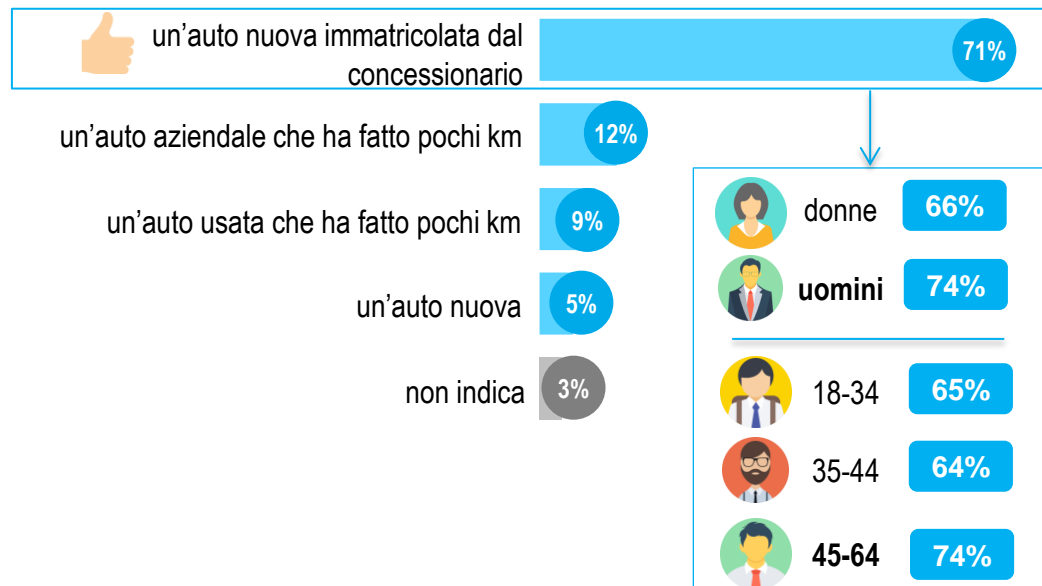 un’auto nuova immatricolata dal
concessionario
71%
un’auto aziendale che ha fatto pochi km
12%
un’auto usata che ha fatto pochi km
9%
un’auto nuova
5%
non indica
3%
donne
66%
uomini
74%
18-34
65%
35-44
64%
45-64
74%